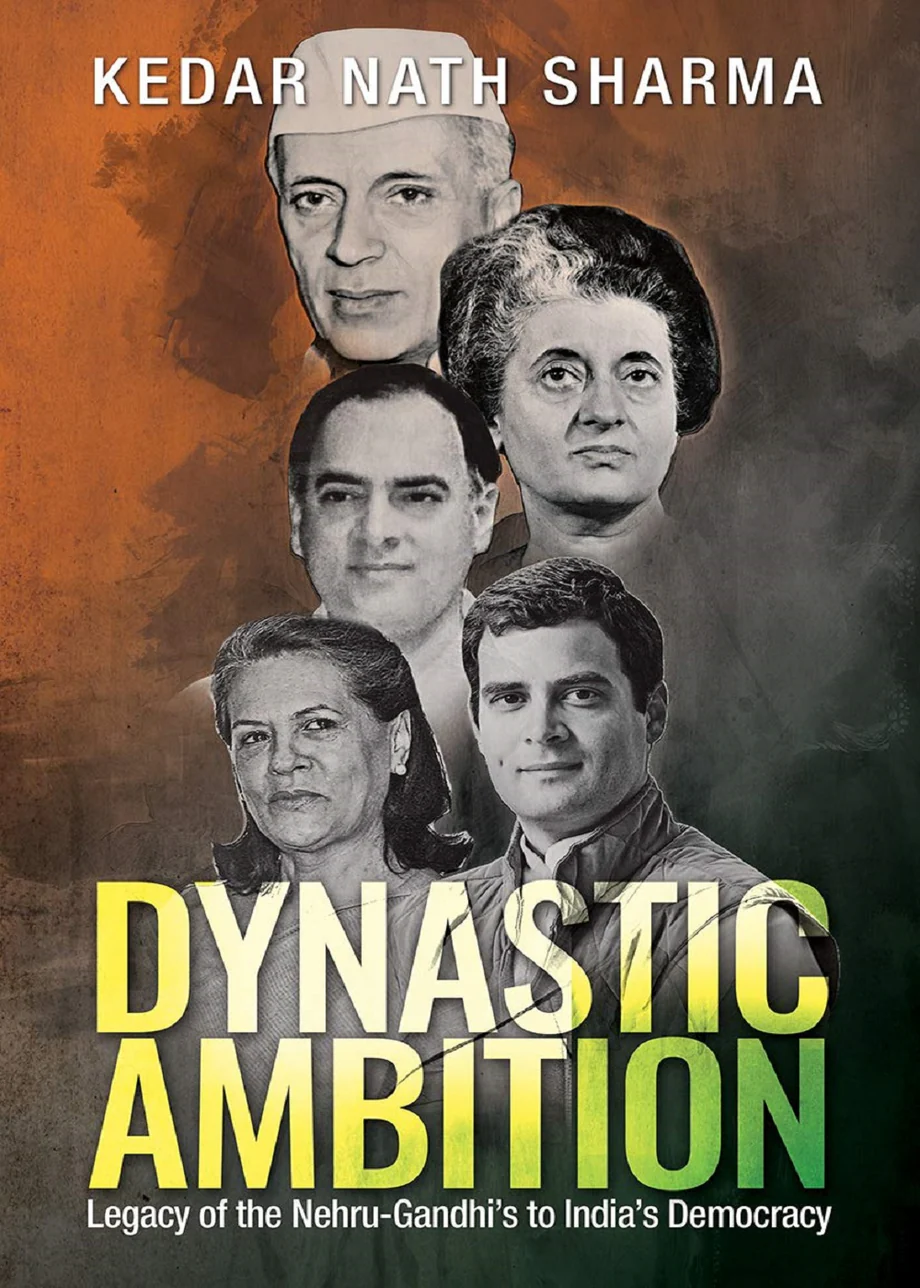 KEDAR NATH SHARMA
DYNASTIC
AMBITION
Legacy of the Nehru-Gandhi's to India's Democracy